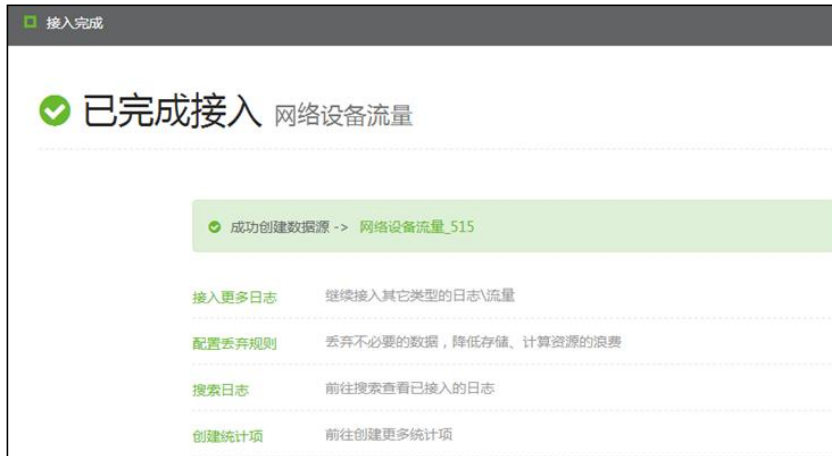 接入完成
已完成接入 网络设备流量
成功创建数据源 -> 网络设备流量_515
接入更多日志 继续接入其它类型的日志\流量
配置丢弃规则 丢弃不必要的数据，降低存储、计算资源的浪费
搜索日志 前往搜索查看已接入的日志
创建统计项 前往创建更多统计项